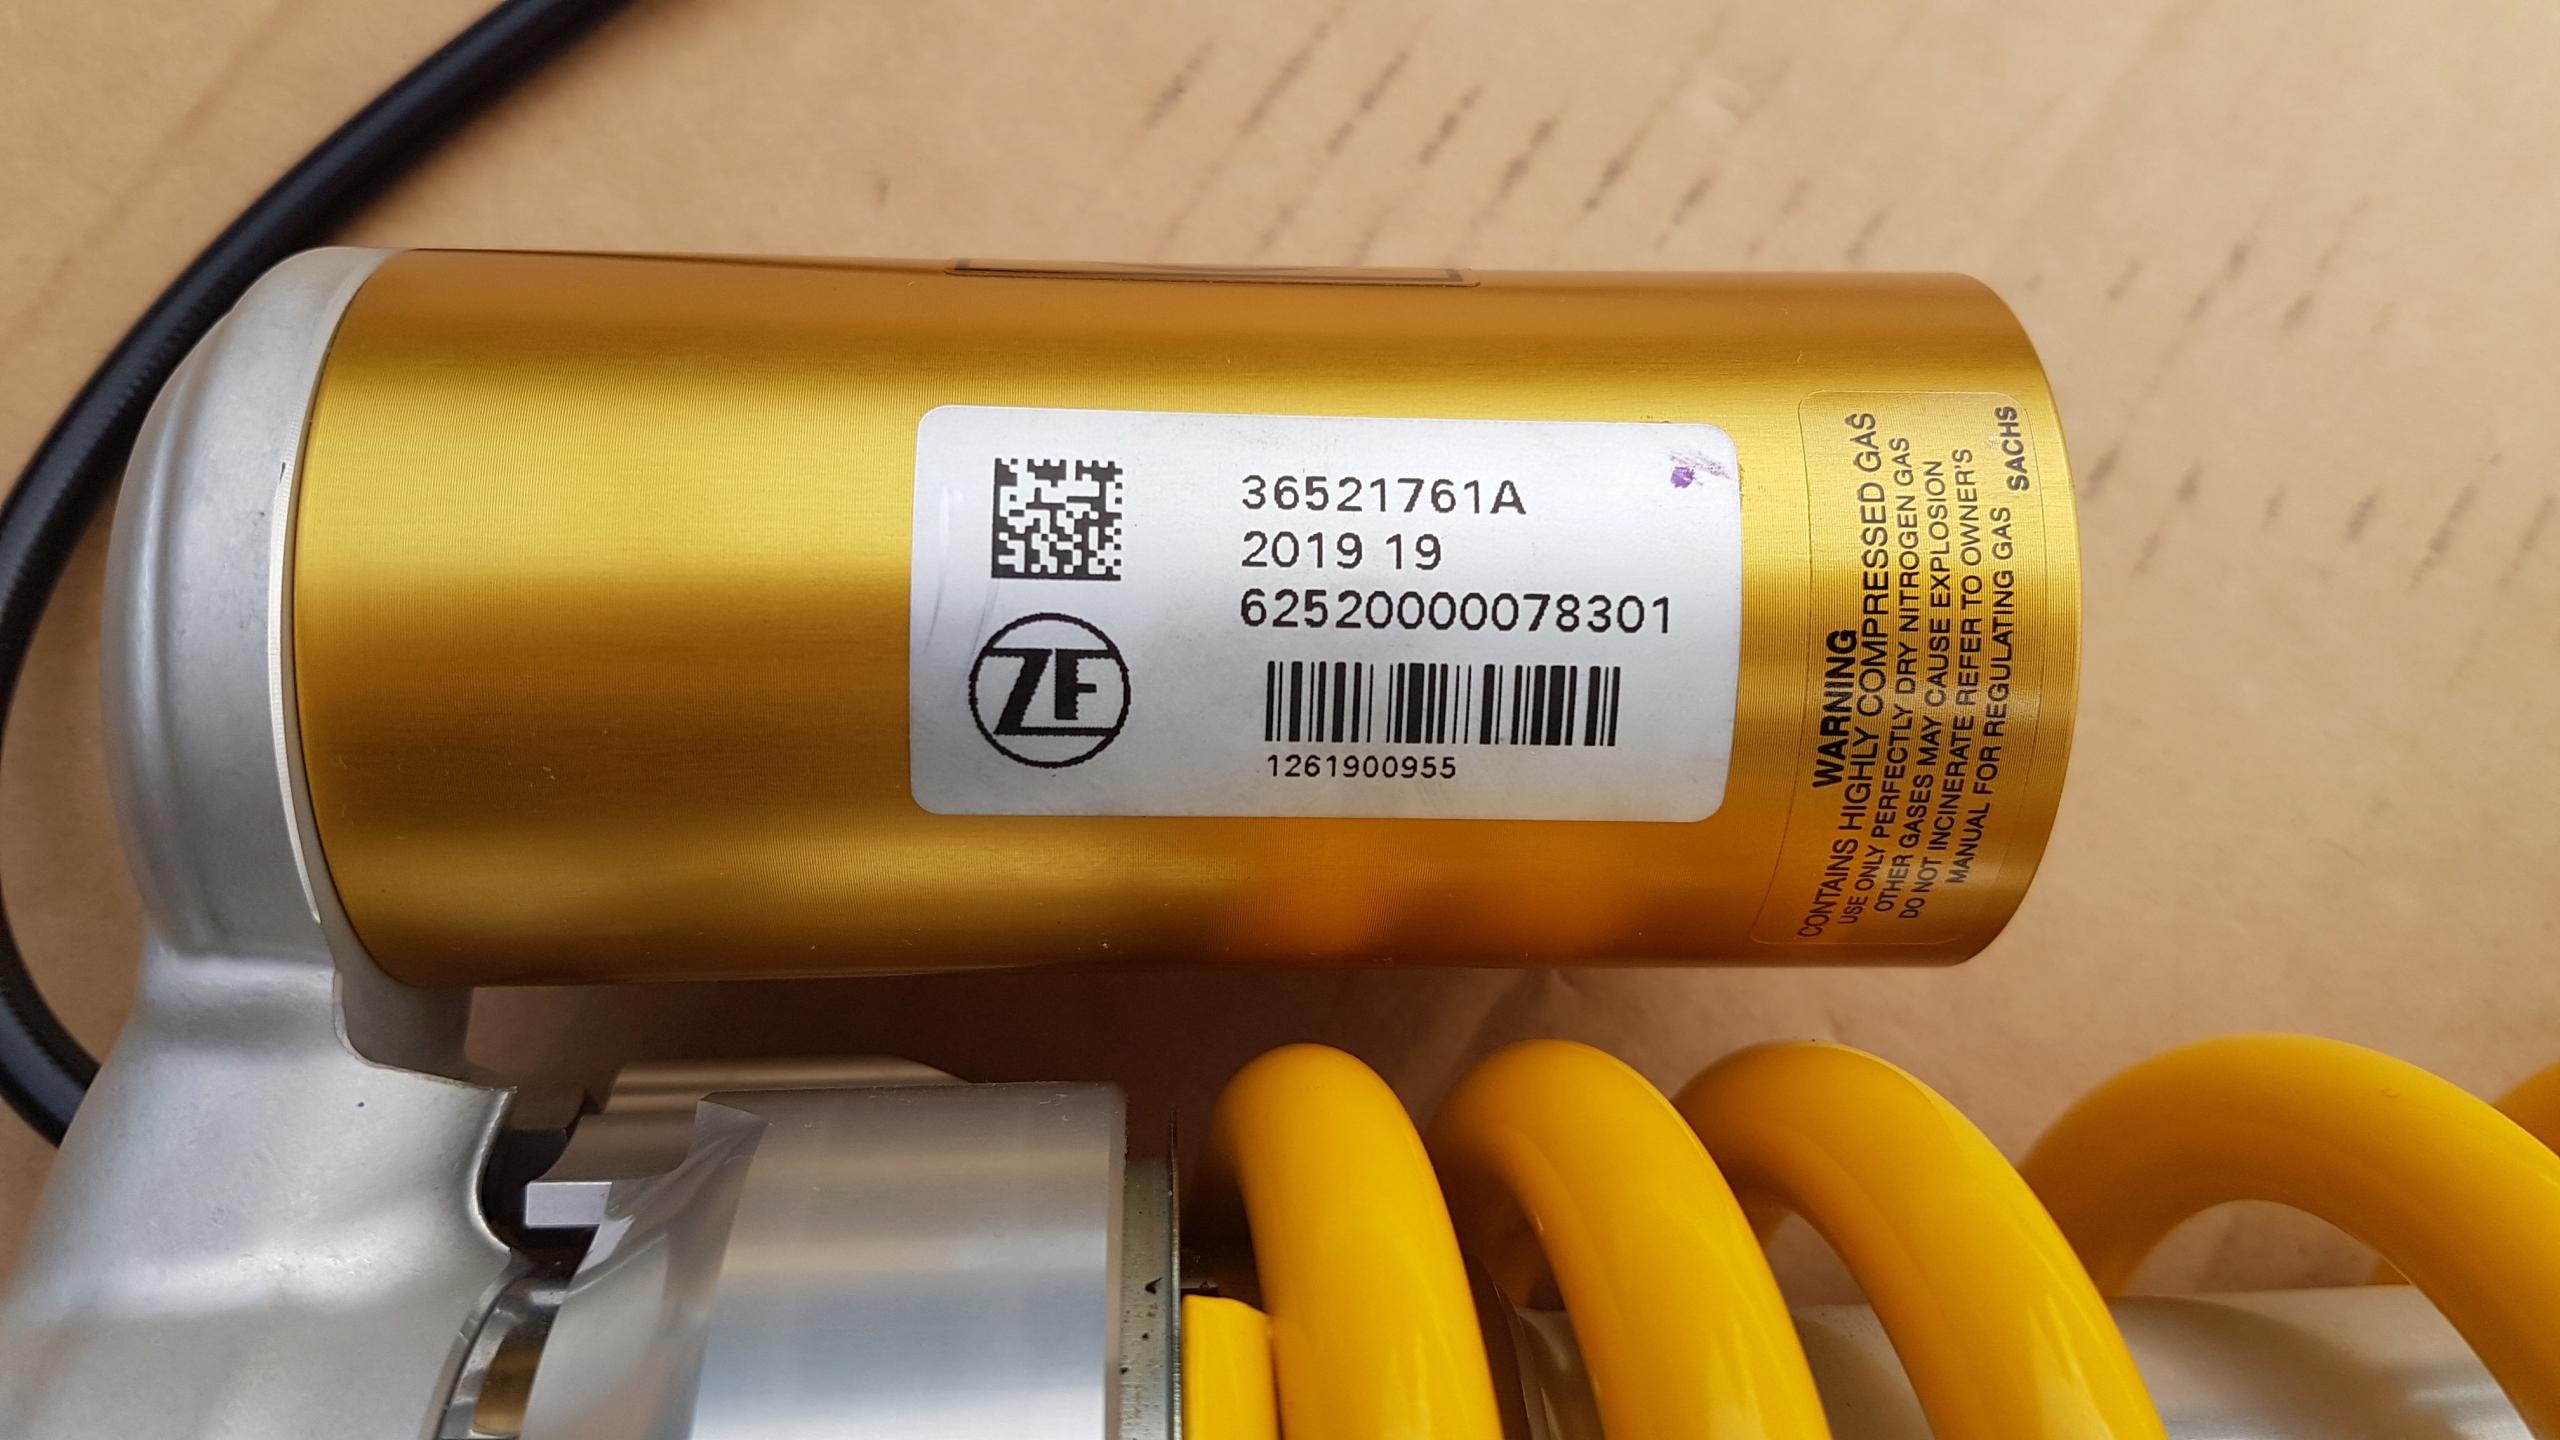 36521761A
2019 19
62520000078301
ZF
1261900955
WARNING
CONTAINS HIGHLY COMPRESSED GAS
USE ONLY PERFECTLY DRY NITROGEN GAS
OTHER GASES MAY CAUSE EXPLOSION
DO NOT INCINERATE REFER TO OWNER'S
MANUAL FOR REGULATING GAS SACHS